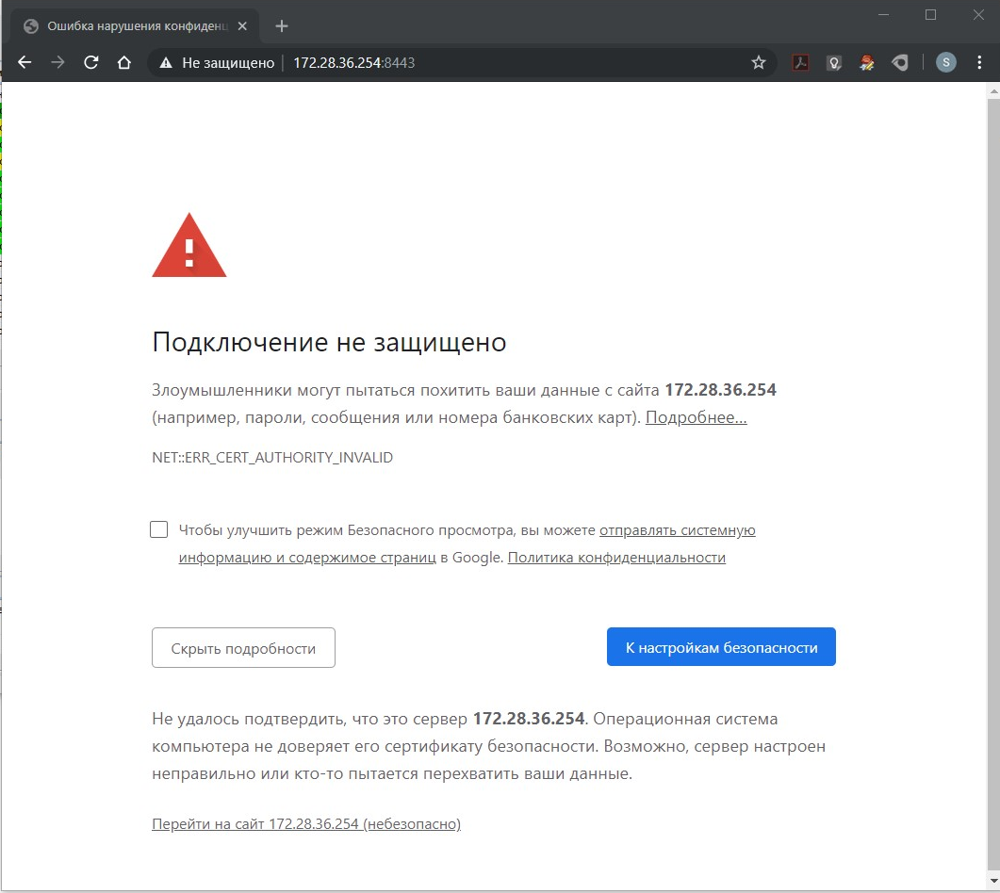 Ошибка нарушения конфиденц
Не защищено 172.28.36.254:8443
S
Подключение не защищено
Злоумышленники могут пытаться похитить ваши данные с сайта 172.28.36.254
(например, пароли, сообщения или номера банковских карт). Подробнее...
NET::ERR_CERT_AUTHORITY_INVALID
Чтобы улучшить режим Безопасного просмотра, вы можете отправлять системную
информацию и содержимое страниц в Google. Политика конфиденциальности
Скрыть подробности
К настройкам безопасности
Не удалось подтвердить, что это сервер 172.28.36.254. Операционная система
компьютера не доверяет его сертификату безопасности. Возможно, сервер настроен
неправильно или кто-то пытается перехватить ваши данные.
Перейти на сайт 172.28.36.254 (небезопасно)